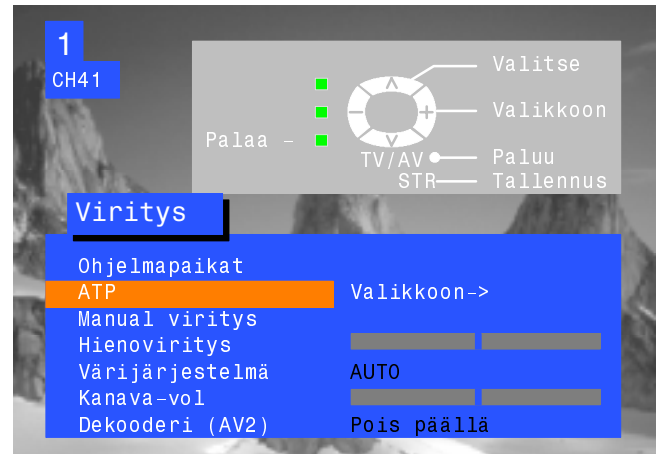 1
CH41
Valitse
Valikkoon
Palaa –
TV/AV Paluu
STR Tallennus
Viritys
Ohjelmapaikat
ATP Valikkoon->
Manual viritys
Hienoviritys
Värijärjestelmä AUTO
Kanava-vol
Dekooderi (AV2) Pois päällä